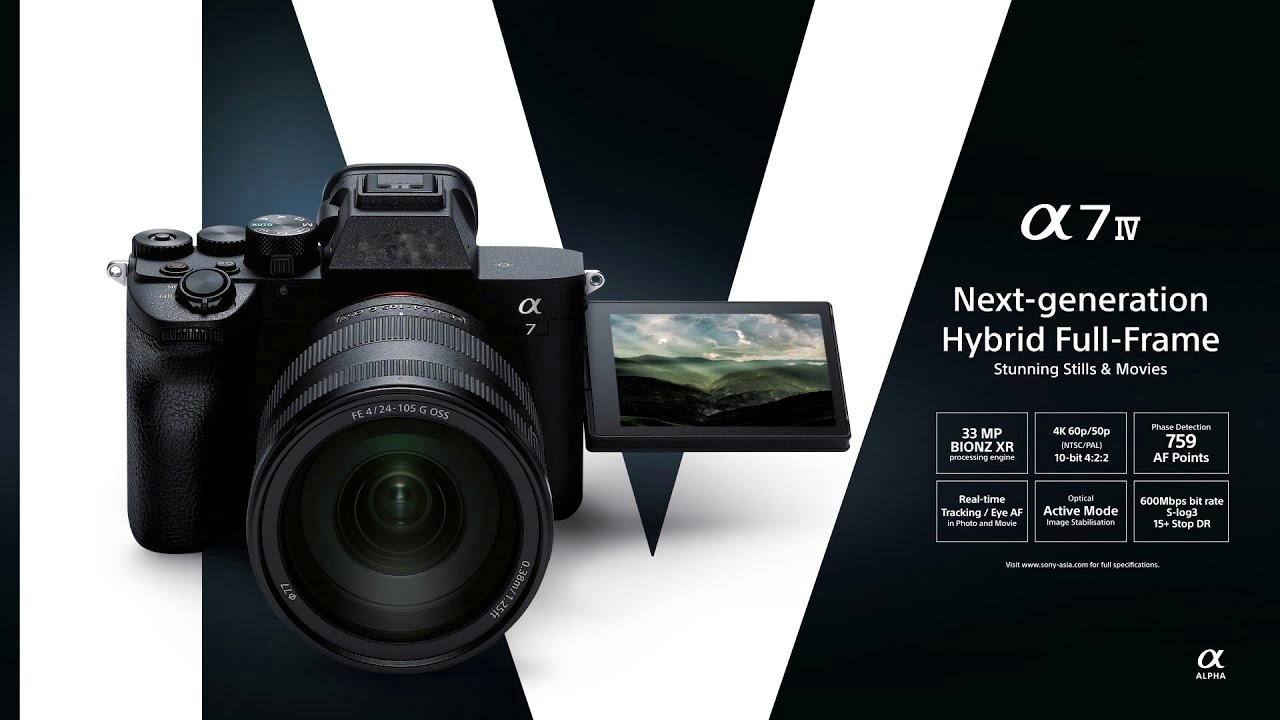 α7 IV
Next-generation
Hybrid Full-Frame
Stunning Stills & Movies
33 MP
BIONZ XR
processing engine
4K 60p/50p
(NTSC/PAL)
10-bit 4:2:2
Phase Detection
759
AF Points
Real-time
Tracking / Eye AF
in Photo and Movie
Optical
Active Mode
Image Stabilisation
600Mbps bit rate
S-log3
15+ Stop DR
Visit www.sony-asia.com for full specifications.
α
ALPHA
α
7
AUTO
M
FE 4/24-105 G OSS
0.38m/1.25ft
Φ77